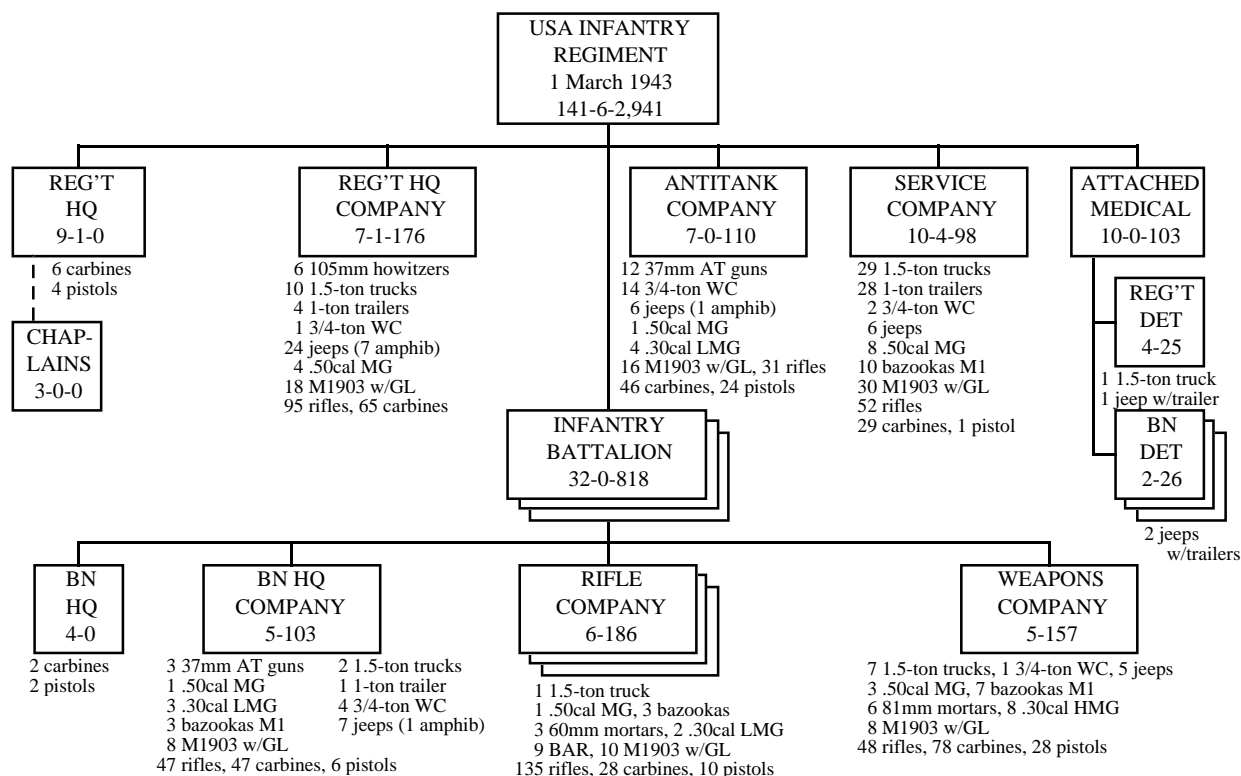 USA INFANTRY
REGIMENT
1 March 1943
141-6-2,941
REG'T
HQ
9-1-0
6 carbines
4 pistols
CHAP-
LAINS
3-0-0
REG'T HQ
COMPANY
7-1-176
6 105mm howitzers
10 1.5-ton trucks
4 1-ton trailers
1 3/4-ton WC
24 jeeps (7 amphib)
4 .50cal MG
18 M1903 w/GL
95 rifles, 65 carbines
ANTITANK
COMPANY
7-0-110
12 37mm AT guns
14 3/4-ton WC
6 jeeps (1 amphib)
1 .50cal MG
4 .30cal LMG
16 M1903 w/GL, 31 rifles
46 carbines, 24 pistols
SERVICE
COMPANY
10-4-98
29 1.5-ton trucks
28 1-ton trailers
2 3/4-ton WC
6 jeeps
8 .50cal MG
10 bazookas M1
30 M1903 w/GL
52 rifles
29 carbines, 1 pistol
ATTACHED
MEDICAL
10-0-103
REG'T
DET
4-25
1 1.5-ton truck
1 jeep w/trailer
BN
DET
2-26
2 jeeps
w/trailers
INFANTRY
BATTALION
32-0-818
BN
HQ
4-0
2 carbines
2 pistols
BN HQ
COMPANY
5-103
3 37mm AT guns
1 .50cal MG
3 .30cal LMG
3 bazookas M1
8 M1903 w/GL
47 rifles, 47 carbines, 6 pistols
2 1.5-ton trucks
1 1-ton trailer
4 3/4-ton WC
7 jeeps (1 amphib)
RIFLE
COMPANY
6-186
1 1.5-ton truck
1 .50cal MG, 3 bazookas
3 60mm mortars, 2 .30cal LMG
9 BAR, 10 M1903 w/GL
135 rifles, 28 carbines, 10 pistols
WEAPONS
COMPANY
5-157
7 1.5-ton trucks, 1 3/4-ton WC, 5 jeeps
3 .50cal MG, 7 bazookas M1
6 81mm mortars, 8 .30cal HMG
8 M1903 w/GL
48 rifles, 78 carbines, 28 pistols